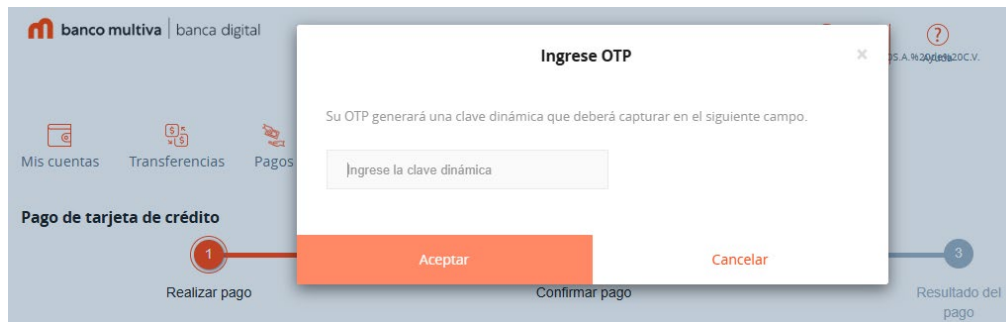 banco multiva | banca digital
Ingrese OTP
×
?
S.A.%20de%20C.V.
Su OTP generará una clave dinámica que deberá capturar en el siguiente campo.
Mis cuentas Transferencias Pagos
Ingrese la clave dinámica
Pago de tarjeta de crédito
Aceptar Cancelar
1 3
Realizar pago Confirmar pago Resultado del
pago